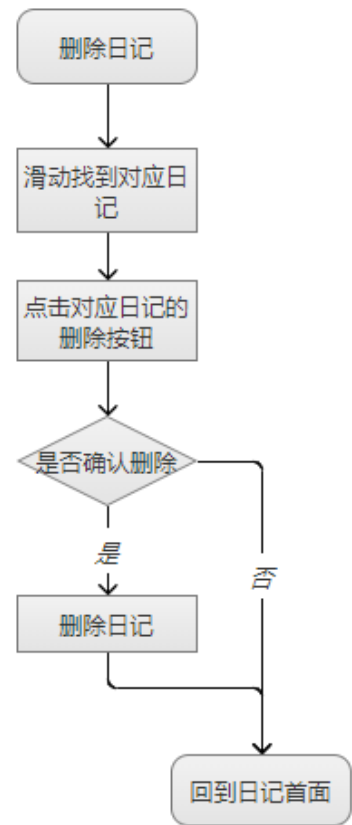 删除日记
滑动找到对应日
记
点击对应日记的
删除按钮
是否确认删除
是
否
删除日记
回到日记首面